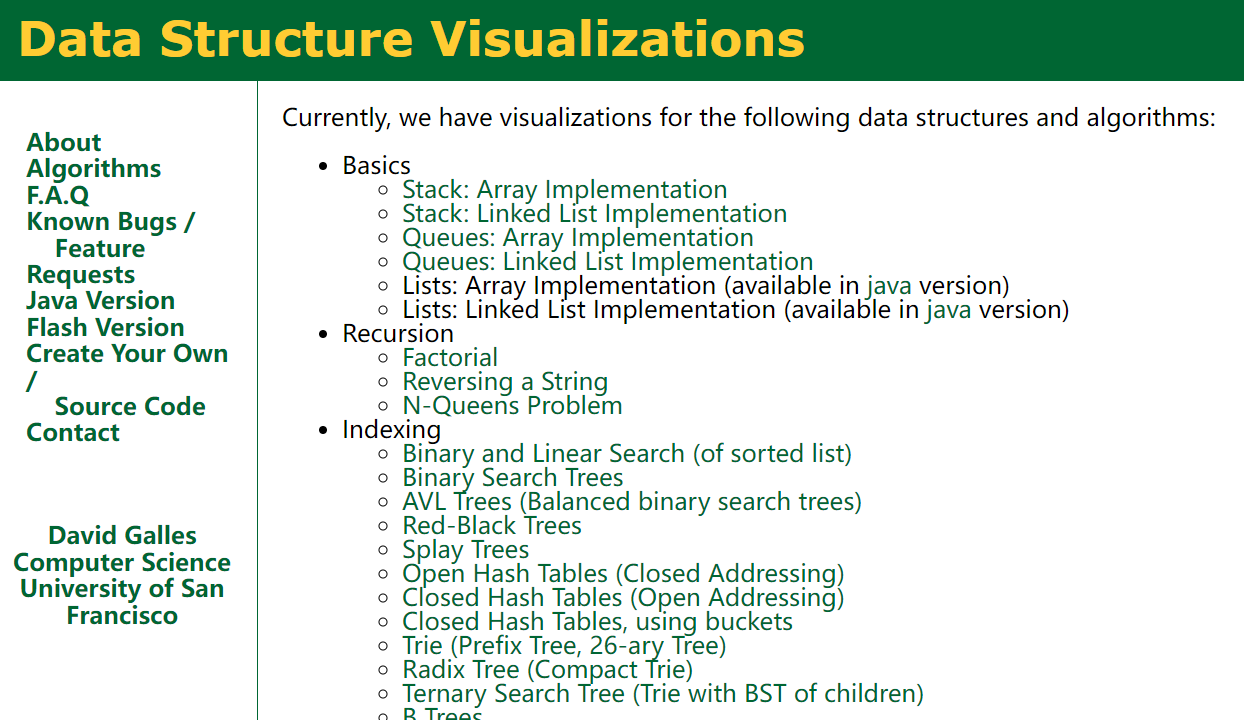 Data Structure Visualizations
About
Algorithms
F.A.Q
Known Bugs /
Feature
Requests
Java Version
Flash Version
Create Your Own
/
Source Code
Contact
David Galles
Computer Science
University of San
Francisco
Currently, we have visualizations for the following data structures and algorithms:
Basics
Stack: Array Implementation
Stack: Linked List Implementation
Queues: Array Implementation
Queues: Linked List Implementation
Lists: Array Implementation (available in java version)
Lists: Linked List Implementation (available in java version)
Recursion
Factorial
Reversing a String
N-Queens Problem
Indexing
Binary and Linear Search (of sorted list)
Binary Search Trees
AVL Trees (Balanced binary search trees)
Red-Black Trees
Splay Trees
Open Hash Tables (Closed Addressing)
Closed Hash Tables (Open Addressing)
Closed Hash Tables, using buckets
Trie (Prefix Tree, 26-ary Tree)
Radix Tree (Compact Trie)
Ternary Search Tree (Trie with BST of children)
B Trees